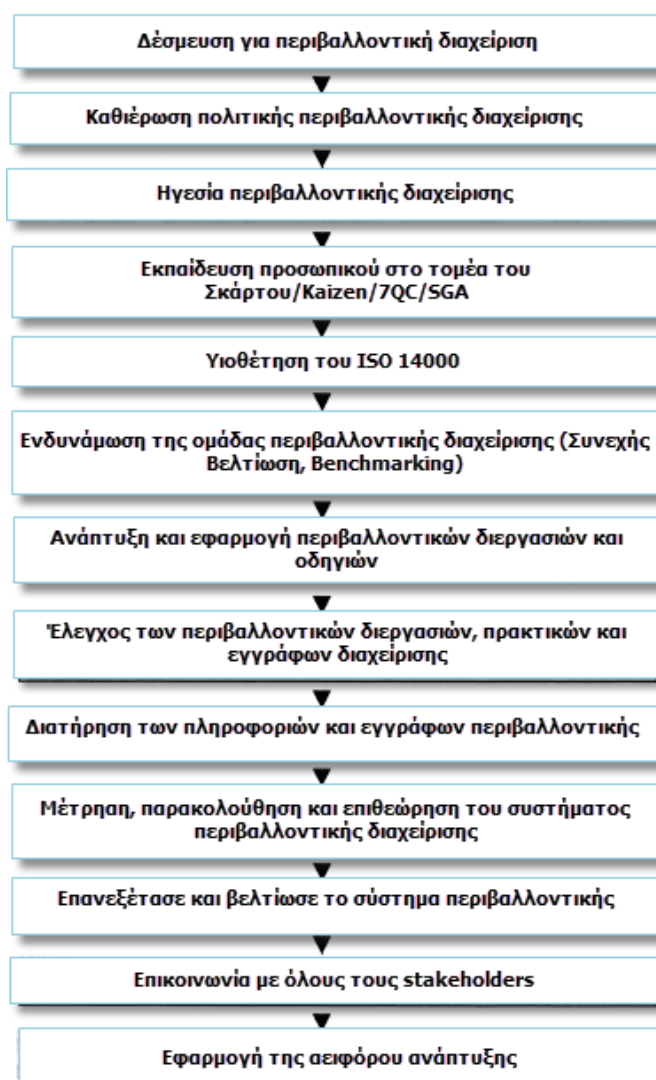 Δέσμευση για περιβαλλοντική διαχείριση
Καθιέρωση πολιτικής περιβαλλοντικής διαχείρισης
Ηγεσία περιβαλλοντικής διαχείρισης
Εκπαίδευση προσωπικού στο τομέα του
Σκάρτου/Kaizen/7QC/SGA
Υιοθέτηση του ISO 14000
Ενδυνάμωση της ομάδας περιβαλλοντικής διαχείρισης (Συνεχής
Βελτίωση, Benchmarking)
Ανάπτυξη και εφαρμογή περιβαλλοντικών διεργασιών και
οδηγιών
Έλεγχος των περιβαλλοντικών διεργασιών, πρακτικών και
εγγράφων διαχείρισης
Διατήρηση των πληροφοριών και εγγράφων περιβαλλοντικής
Μέτρηαη, παρακολούθηση και επιθεώρηση του συστήματος
περιβαλλοντικής διαχείρισης
Επανεξέτασε και βελτίωσε το σύστημα περιβαλλοντικής
Επικοινωνία με όλους τους stakeholders
Εφαρμογή της αειφόρου ανάπτυξης